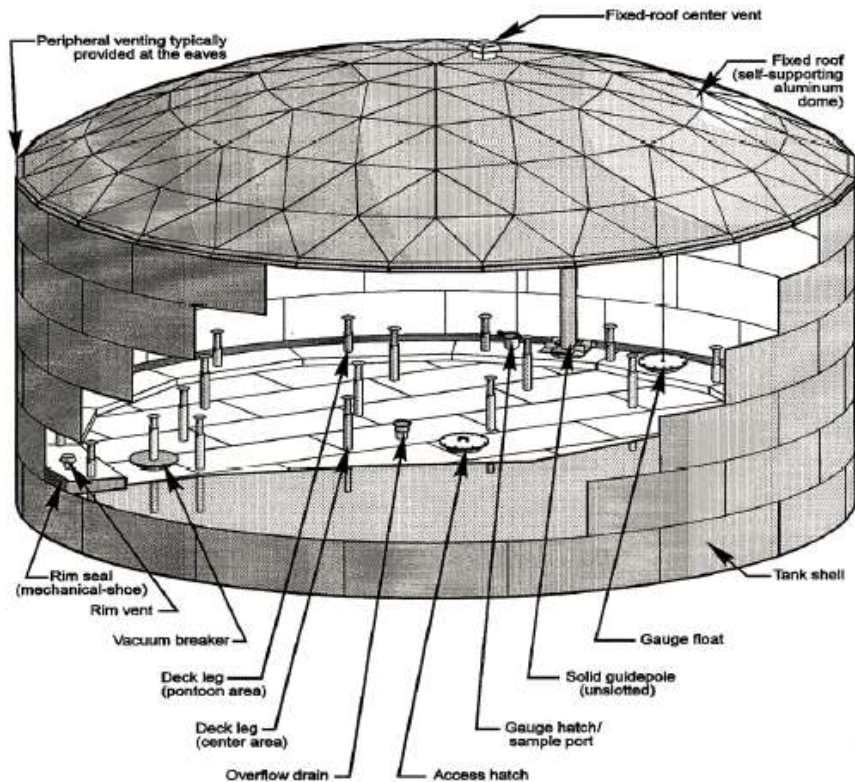 Fixed-roof center vent
Peripheral venting typically
provided at the eaves
Fixed roof
(self-supporting
aluminum
dome)
Rim seal
(mechanical-shoe)
Rim vent
Tank shell
Vacuum breaker
Gauge float
Deck leg
(pontoon area)
Solid guidepole
(unslotted)
Deck leg
(center area)
Gauge hatch/
sample port
Overflow drain
Access hatch